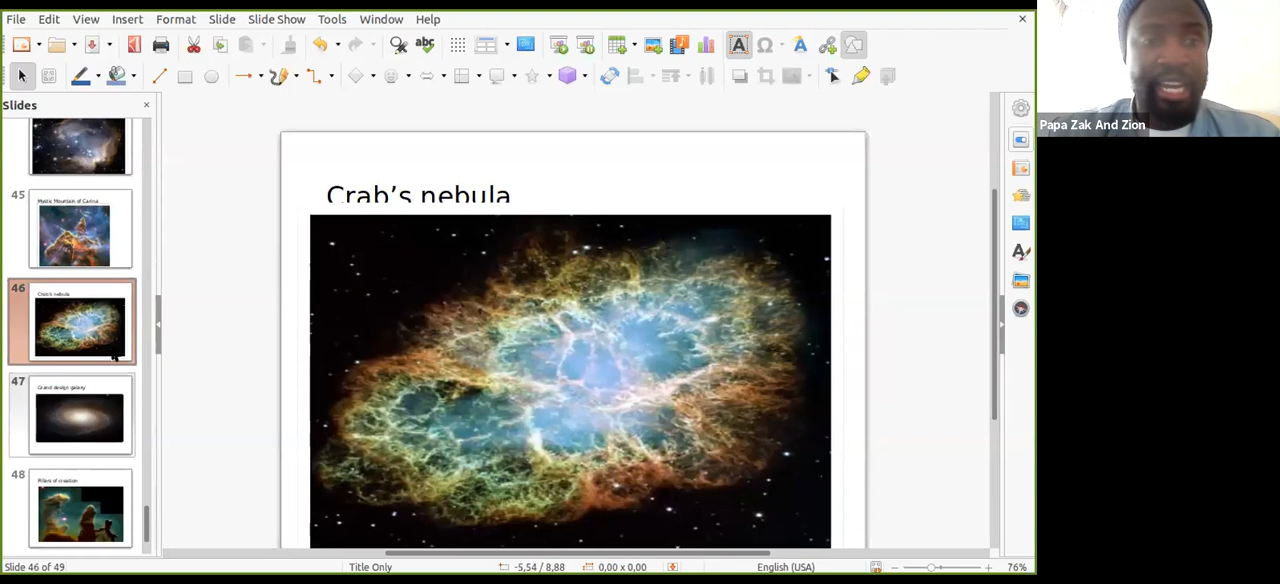 File Edit View Insert Format Slide Slide Show Tools Window Help
abc
Slides
45
Mystic Mountain of Carina
46
Crab's nebula
47
Grand design galaxy
48
Pillars of creation
Crab’s nebula
Papa Zak And Zion
Slide 46 of 49
Title Only
-5,54 / 8,88
0,00 x 0,00
English (USA)
76%